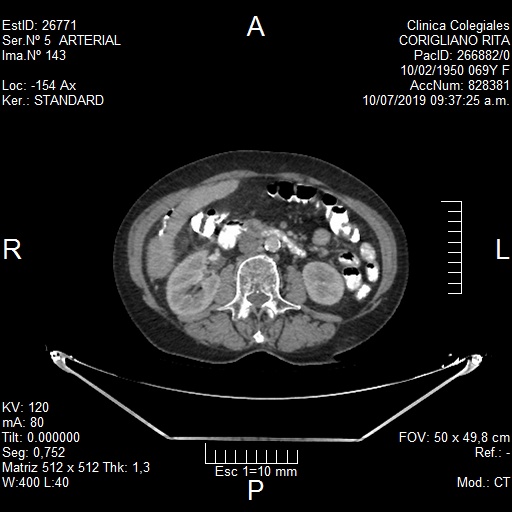 EstID: 26771
Ser.Nº 5 ARTERIAL
Ima.Nº 143
Loc: -154 Ax
Ker.: STANDARD
A
Clinica Colegiales
CORIGLIANO RITA
PacID: 266882/0
10/02/1950 069Y F
AccNum: 828381
10/07/2019 09:37:25 a.m.
R
L
KV: 120
mA: 80
Tilt: 0.000000
Seg: 0,752
Matriz 512 x 512 Thk: 1,3
W:400 L:40
Esc 1=10 mm
P
FOV: 50 x 49,8 cm
Ref.: -
Mod.: CT